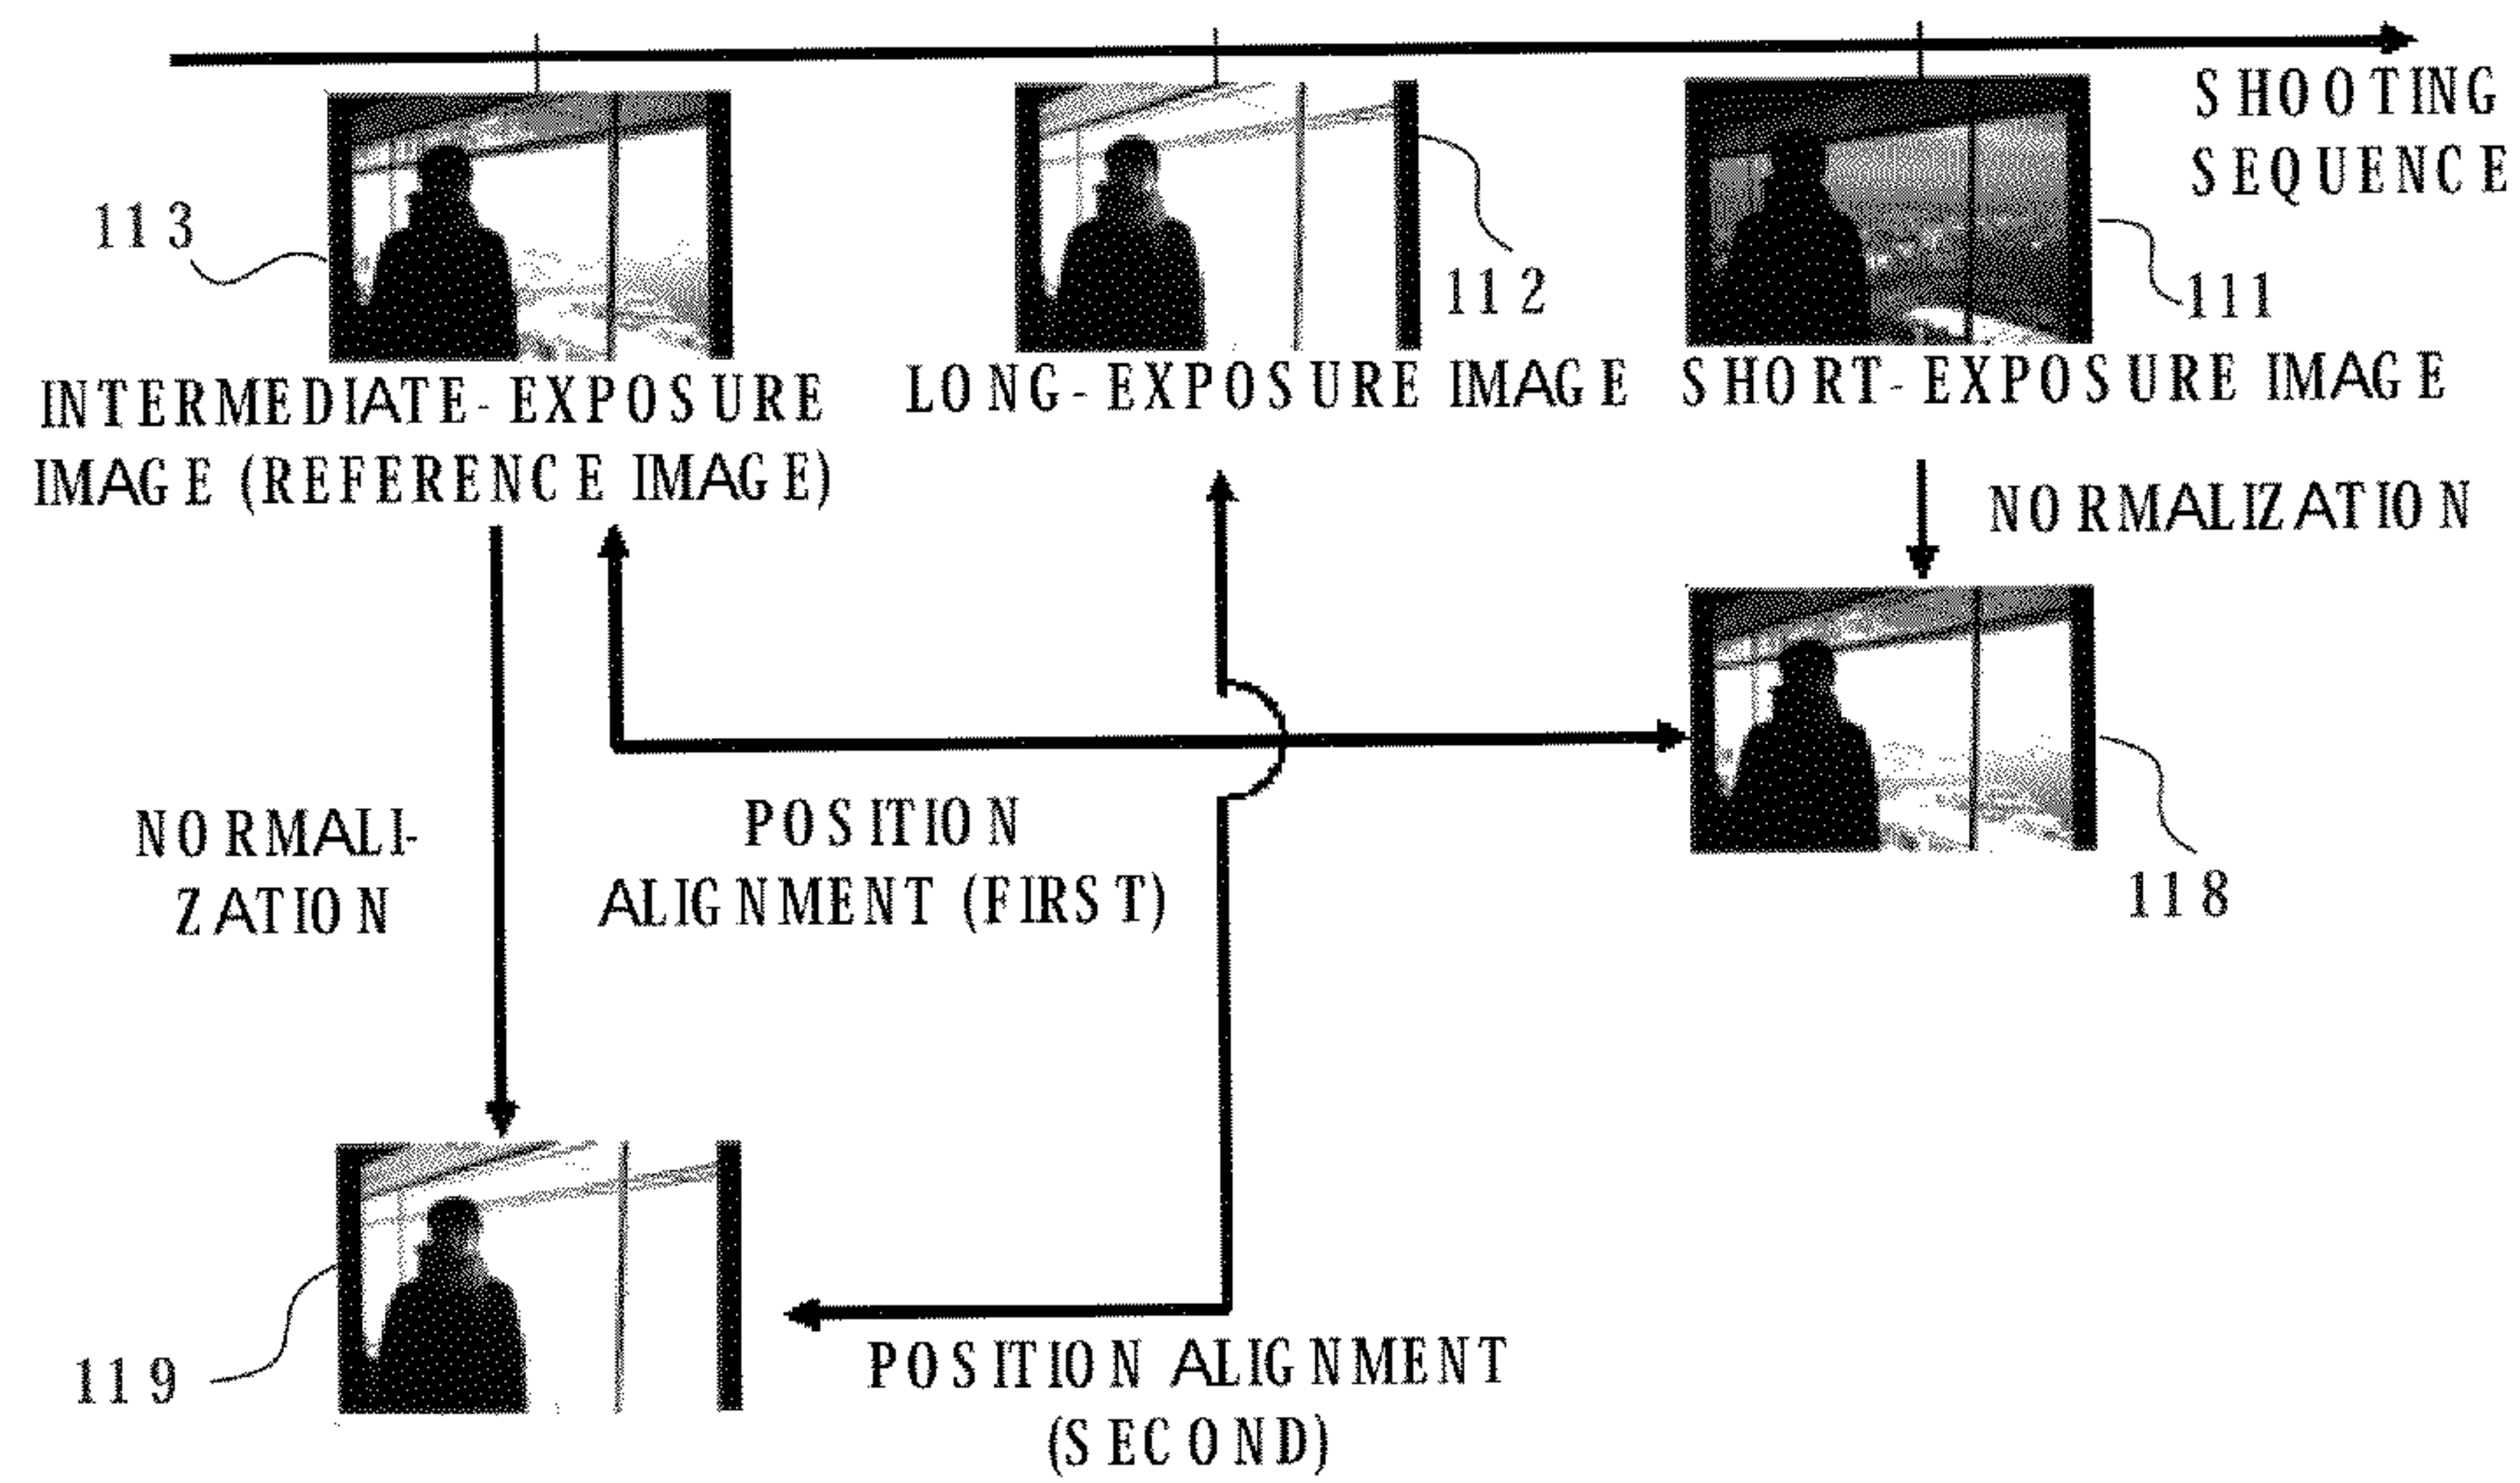 SHOOTING
SEQUENCE
113
112
111
INTERMEDIATE-EXPOSURE
IMAGE (REFERENCE IMAGE)
LONG-EXPOSURE IMAGE
SHORT-EXPOSURE IMAGE
NORMALIZATION
NORMALI-
ZATION
POSITION
ALIGNMENT (FIRST)
118
119
POSITION ALIGNMENT
(SECOND)